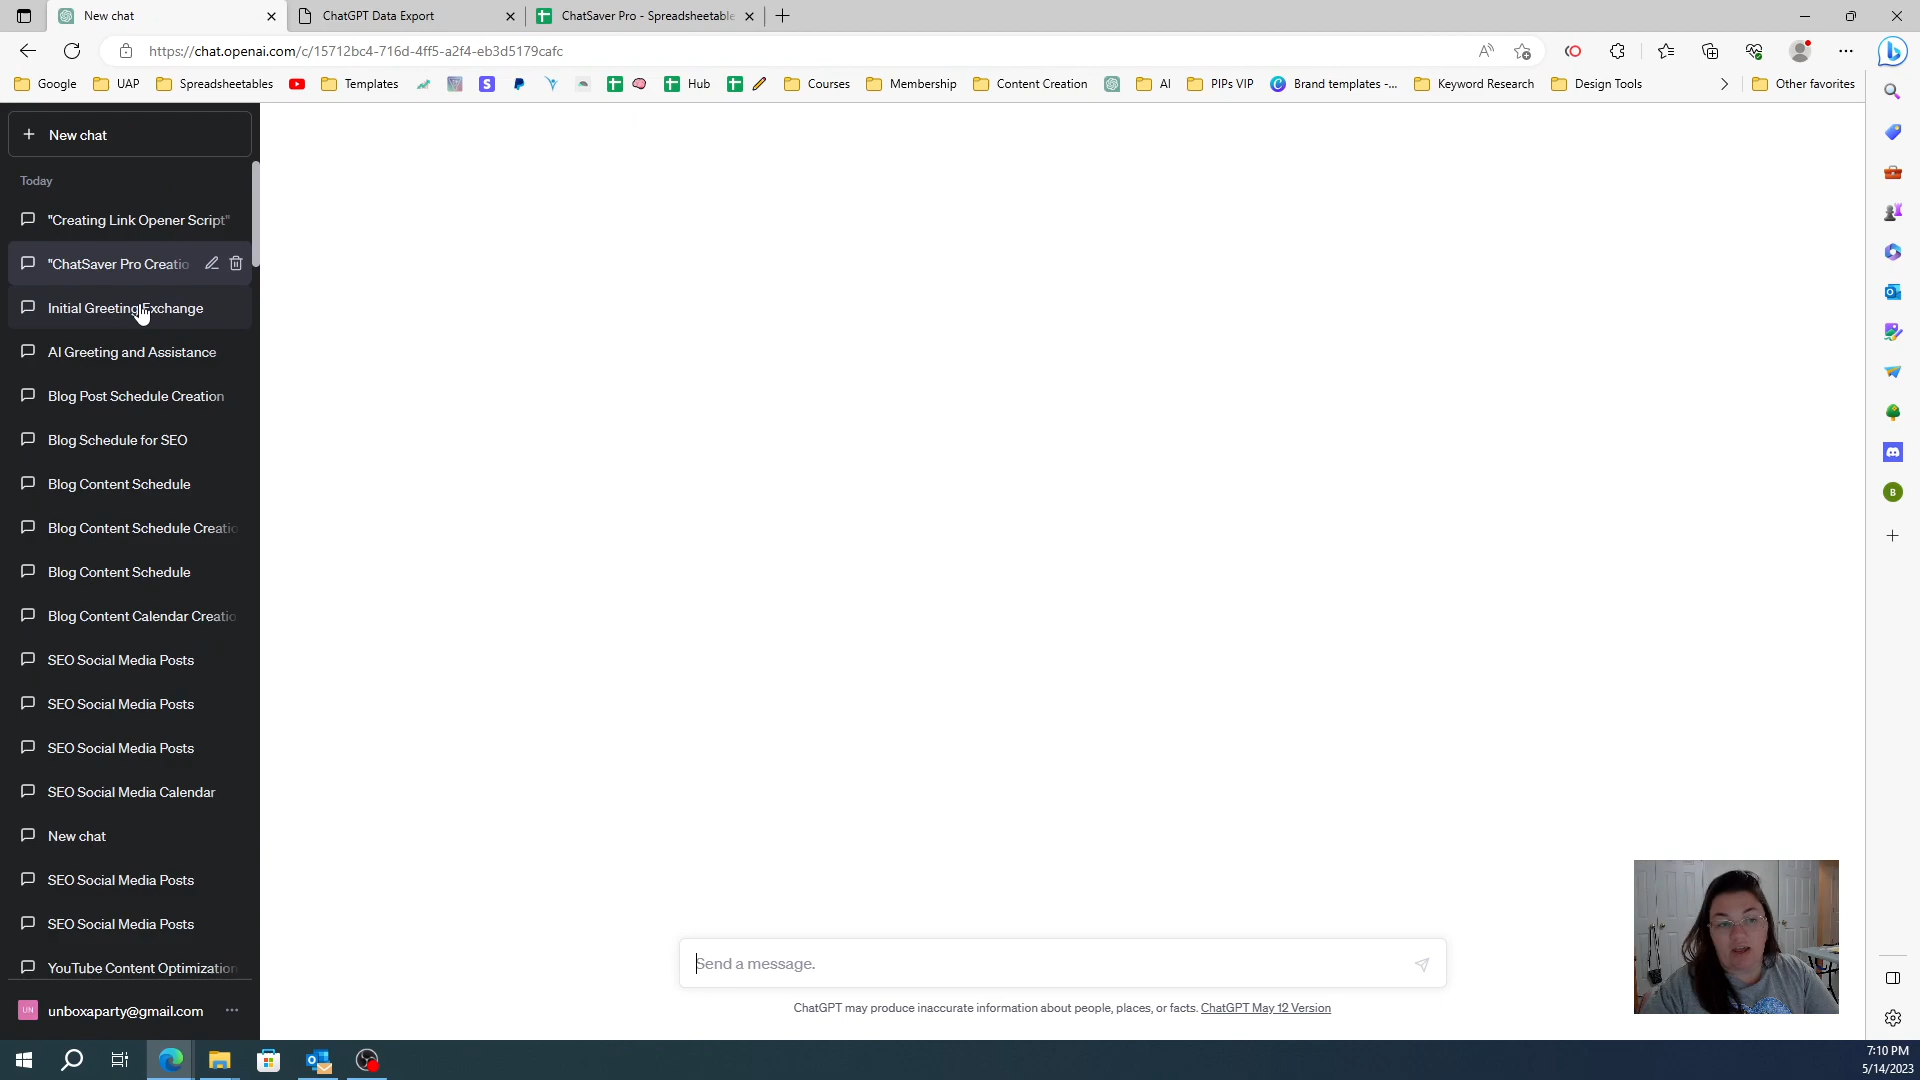 New chat
ChatGPT Data Export
ChatSaver Pro - Spreadsheetable
https://chat.openai.com/c/15712bc4-716d-4ff5-a2f4-eb3d5179cafc
Google UAP Spreadsheetables Templates Hub Courses Membership Content Creation AI PIPs VIP Brand templates -... Keyword Research Design Tools Other favorites
New chat
Today
"Creating Link Opener Script"
"ChatSaver Pro Creatio
Initial Greeting Exchange
AI Greeting and Assistance
Blog Post Schedule Creation
Blog Schedule for SEO
Blog Content Schedule
Blog Content Schedule Creatio
Blog Content Schedule
Blog Content Calendar Creatio
SEO Social Media Posts
SEO Social Media Posts
SEO Social Media Posts
SEO Social Media Calendar
New chat
SEO Social Media Posts
SEO Social Media Posts
YouTube Content Optimization
UN unboxaparty@gmail.com
Send a message.
ChatGPT may produce inaccurate information about people, places, or facts. ChatGPT May 12 Version
B
7:10 PM
5/14/2023